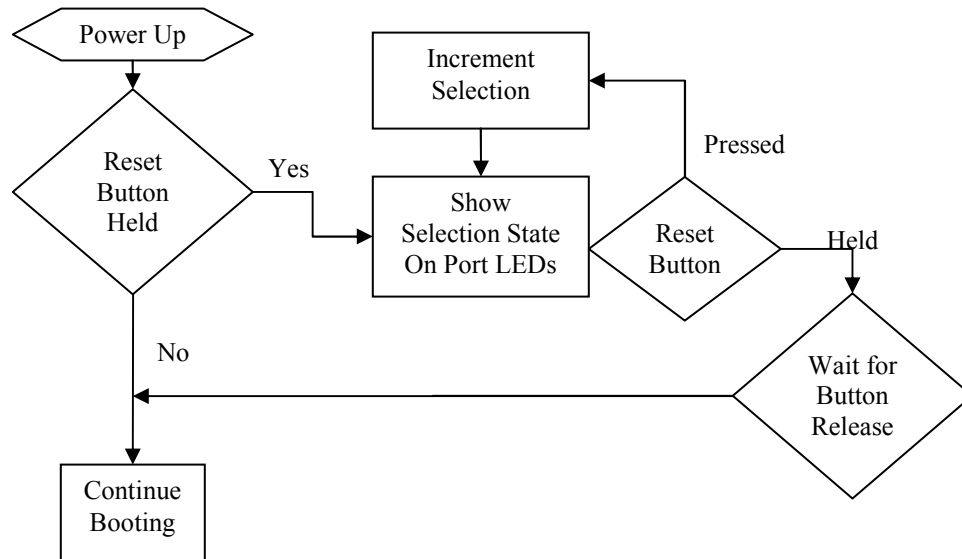 Power Up
Increment
Selection
Reset
Button
Held
Yes
Pressed
Show
Selection State
On Port LEDs
Reset
Button
Held
No
Wait for
Button
Release
Continue
Booting